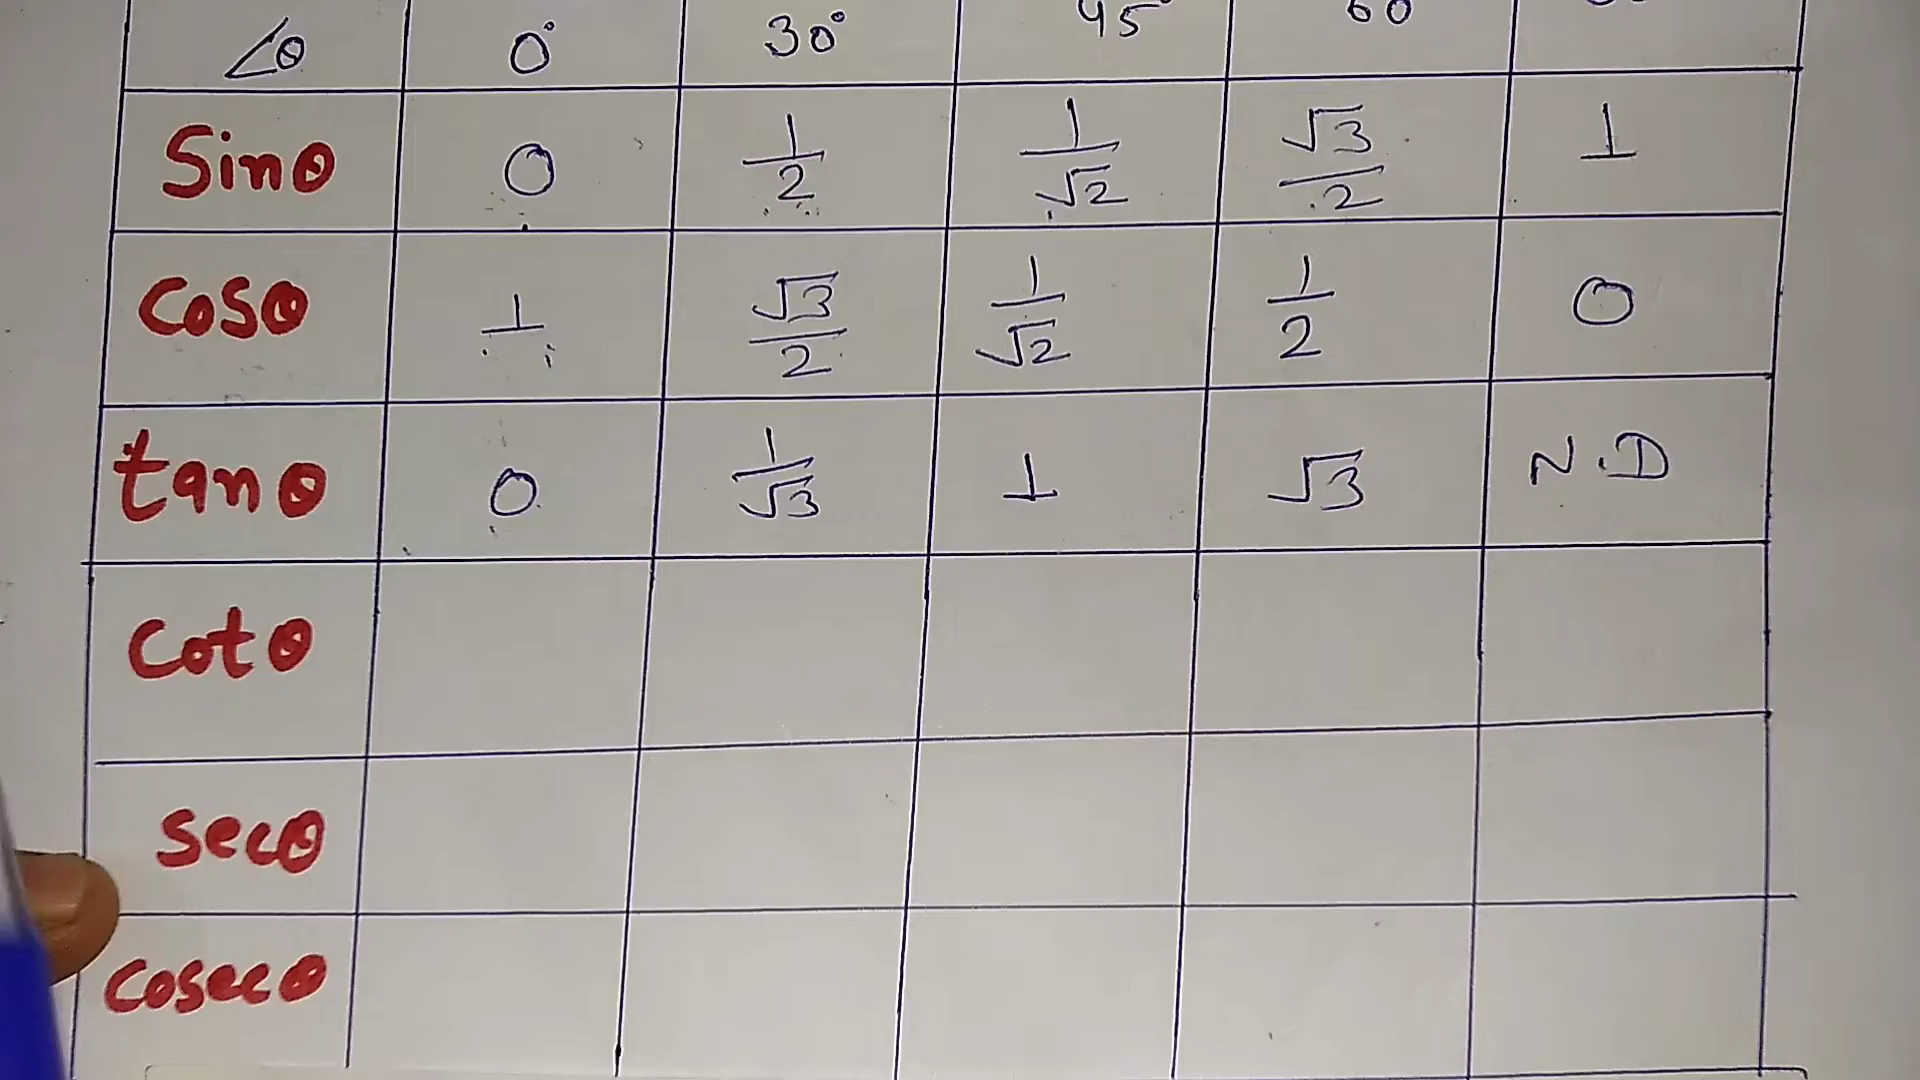 ∠θ 0° 30° 45° 60
Sinθ 0 1/2 1/√2 √3/2 1
Cosθ 1 √3/2 1/√2 1/2 0
tanθ 0 1/√3 1 √3 N.D
Cotθ
secθ
Cosecθ